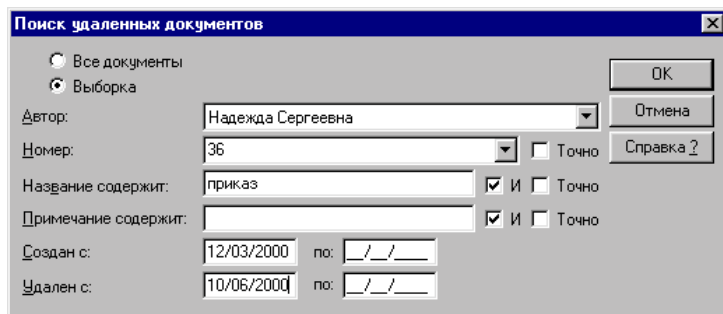 Поиск удаленных документов
Все документы
Выборка
OK
Автор: Надежда Сергеевна
Отмена
Номер: 36 Точно
Справка ?
Название содержит: приказ И Точно
Примечание содержит: И Точно
Создан с: 12/03/2000 по: __/__/____
Удален с: 10/06/2000 по: __/__/____